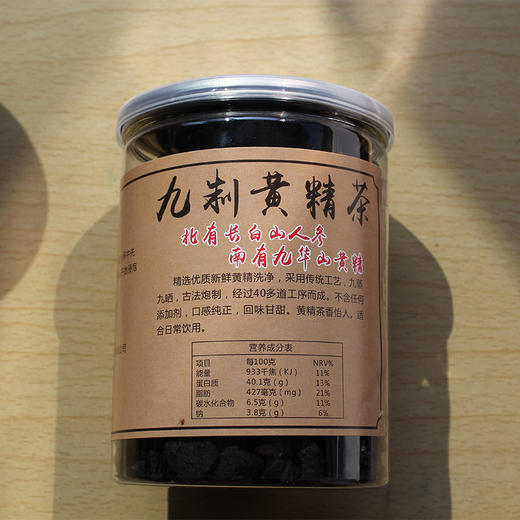 九制黄精茶
北有长白山人参
南有九华山黄精
精选优质新鲜黄精洗净，采用传统工艺，九蒸
九晒，古法炮制，经过40多道工序而成。不含任何
添加剂，口感纯正，回味甘甜。黄精茶香怡人。适
合日常饮用。
营养成分表
项目 每100克 NRV%
能量 933千焦（KJ） 11%
蛋白质 40.1克（g） 13%
脂肪 427毫克（mg） 21%
碳水化合物 6.5克（g） 11%
钠 3.8克（g） 6%
公司